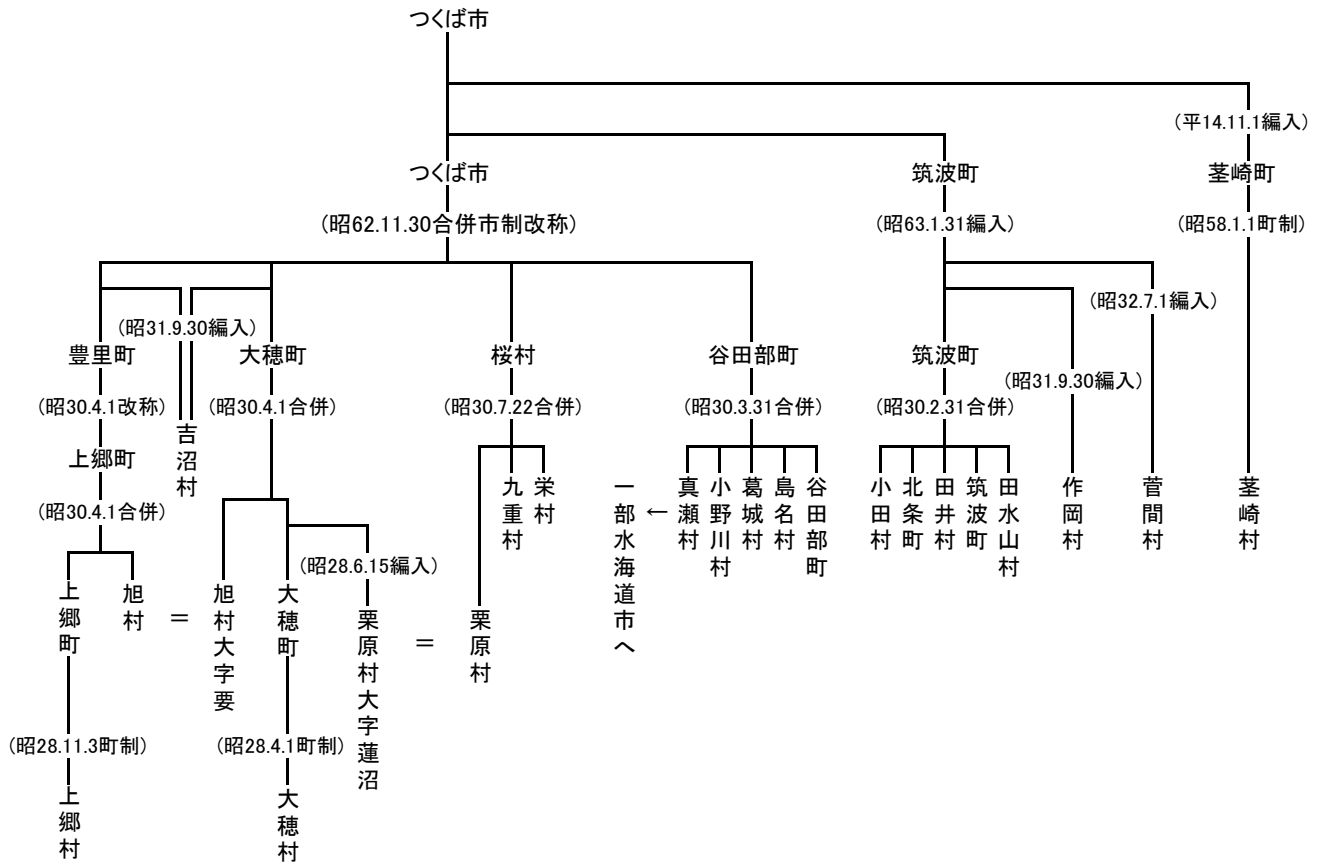 つくば市
(平14.11.1編入)
つくば市
筑波町
茎崎町
(昭62.11.30合併市制改称)
(昭63.1.31編入)
(昭58.1.1町制)
(昭32.7.1編入)
(昭31.9.30編入)
豊里町
大穂町
桜村
谷田部町
筑波町
(昭31.9.30編入)
(昭30.4.1改称)
(昭30.4.1合併)
(昭30.7.22合併)
(昭30.3.31合併)
(昭30.2.31合併)
吉沼村
上郷町
(昭30.4.1合併)
九重村
栄村
一部水海道市へ
←
真瀬村
小野川村
葛城村
島名村
谷田部町
小田村
北条町
田井村
筑波町
田水山村
作岡村
菅間村
茎崎村
(昭28.6.15編入)
上郷町
旭村
=
旭村大字要
大穂町
栗原村大字蓮沼
=
栗原村
(昭28.11.3町制)
(昭28.4.1町制)
上郷村
大穂村